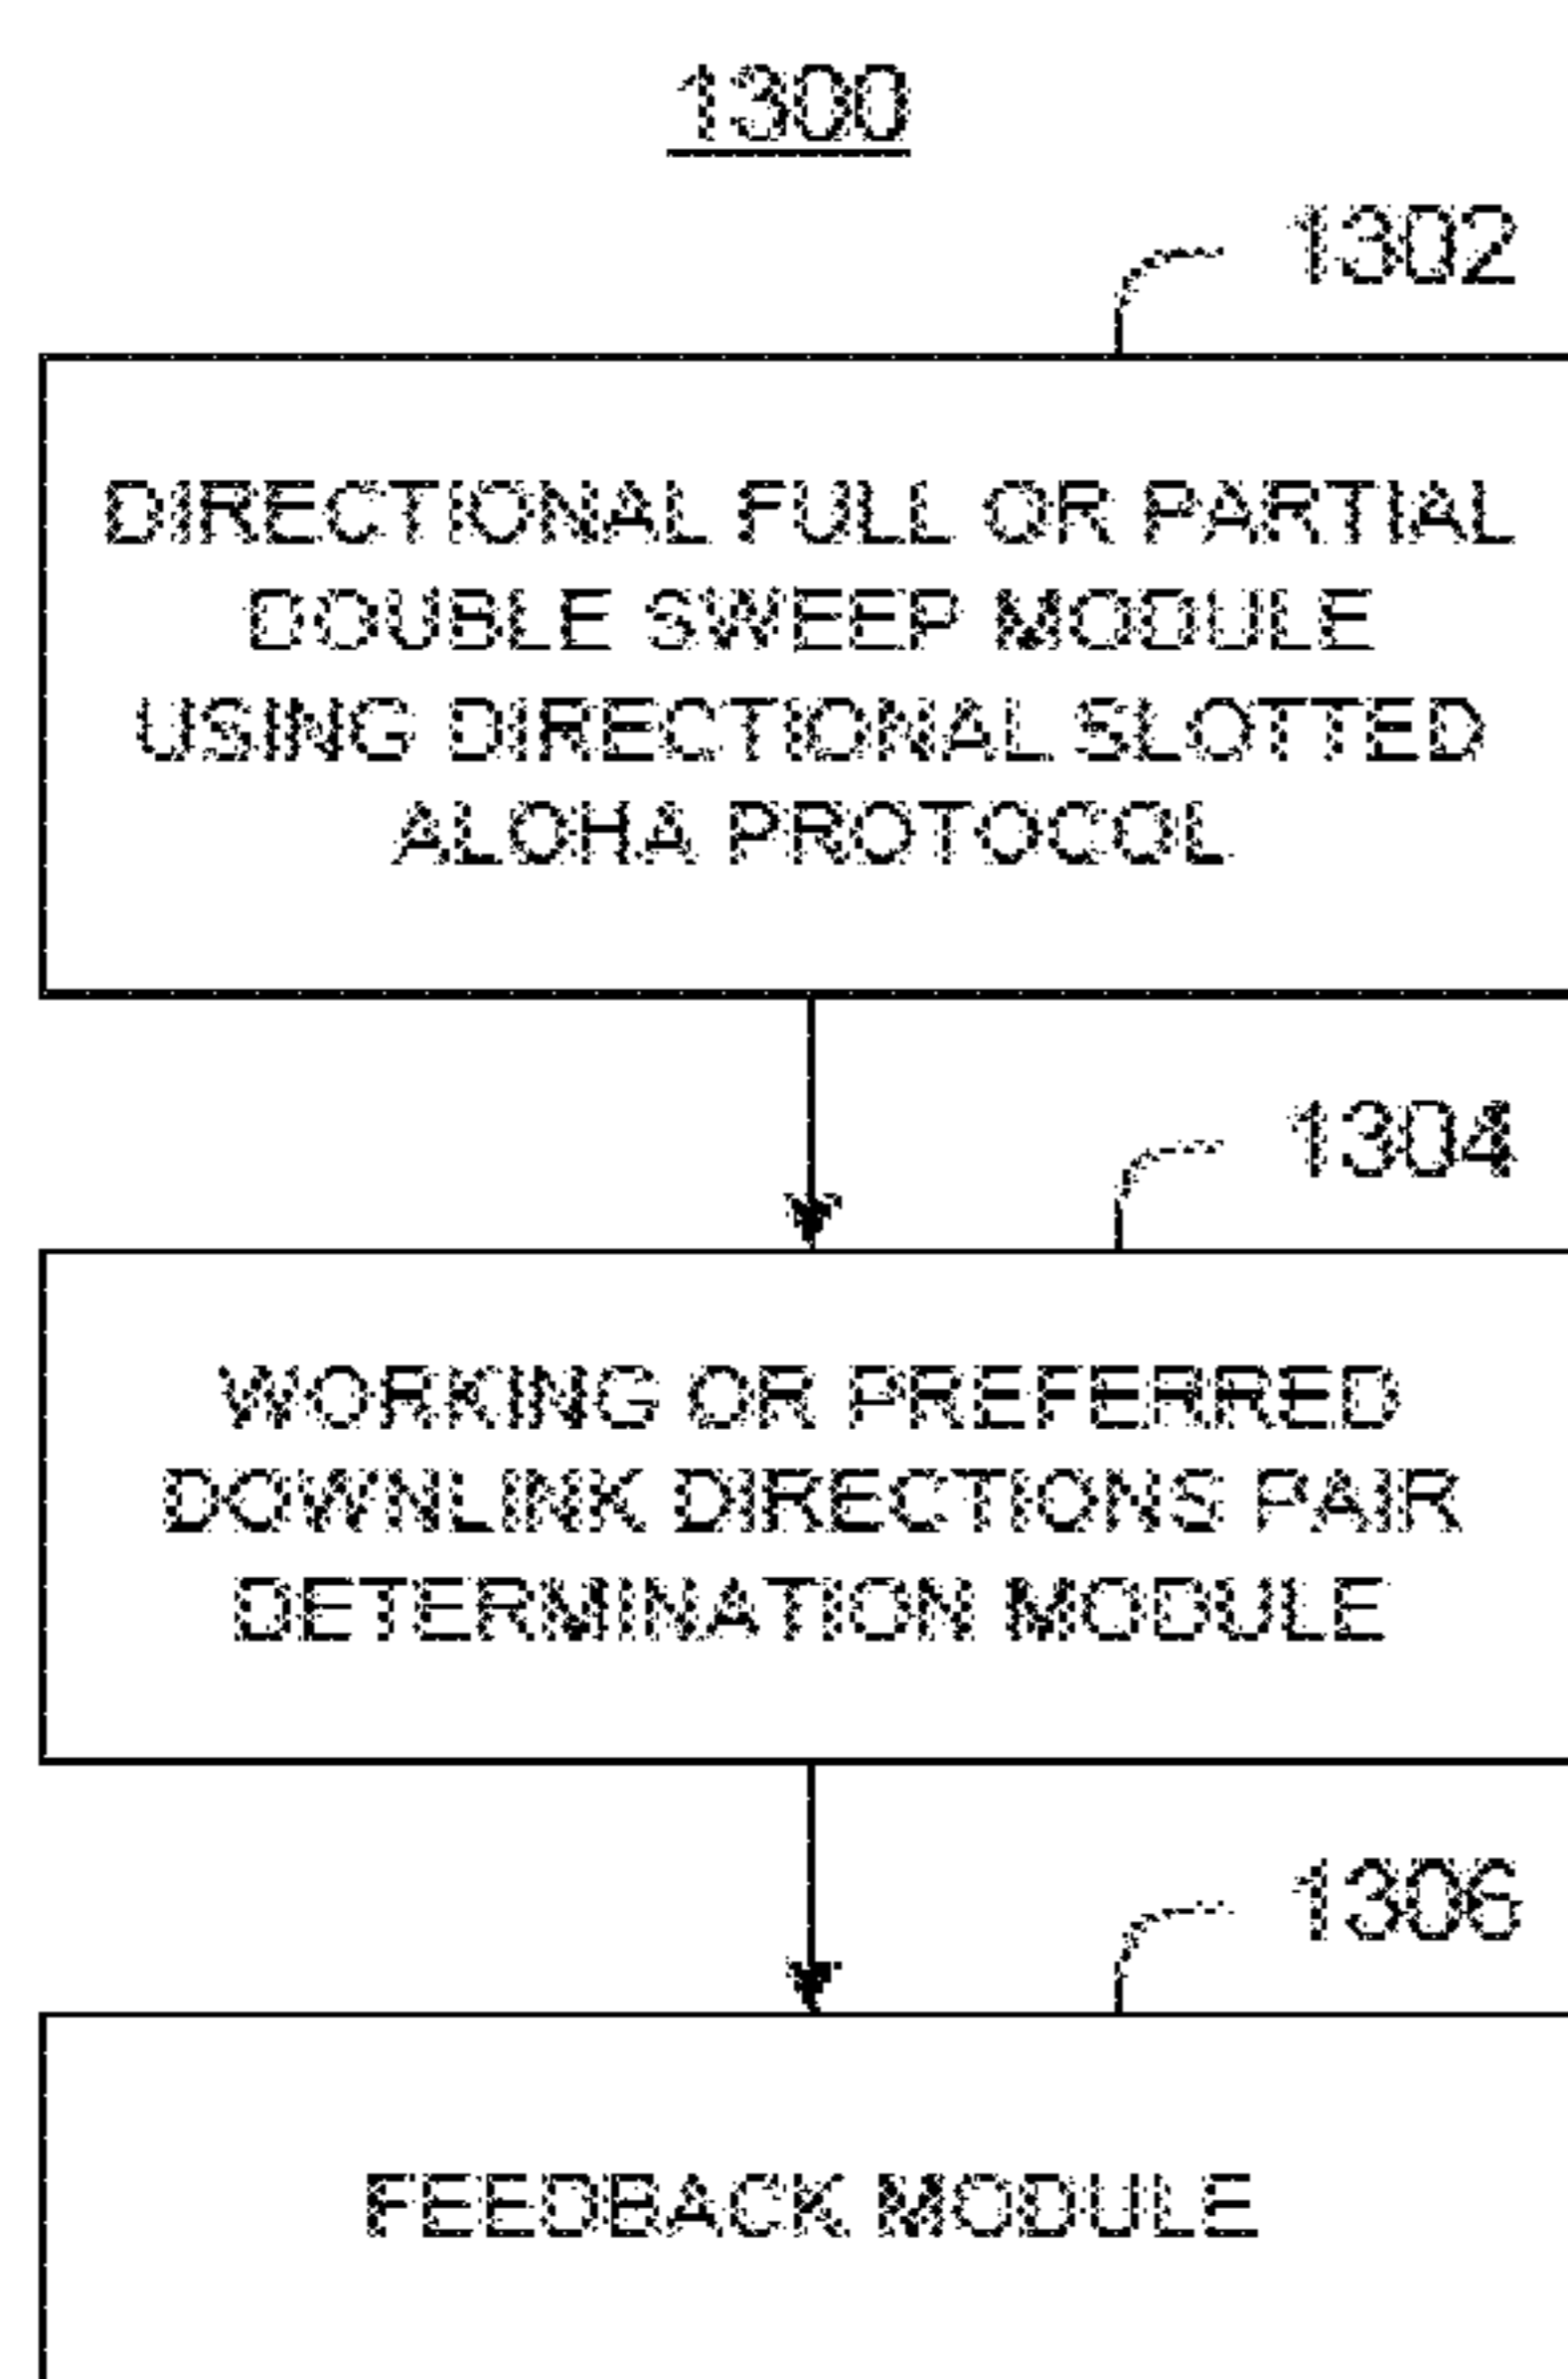 1300
1302
DIRECTIONAL FULL OR PARTIAL
DOUBLE SWEEP MODULE
USING DIRECTIONAL SLOTTED
ALOHA PROTOCOL
1304
WORKING OR PREFERRED
DOWNLINK DIRECTIONS PAIR
DETERMINATION MODULE
1306
FEEDBACK MODULE